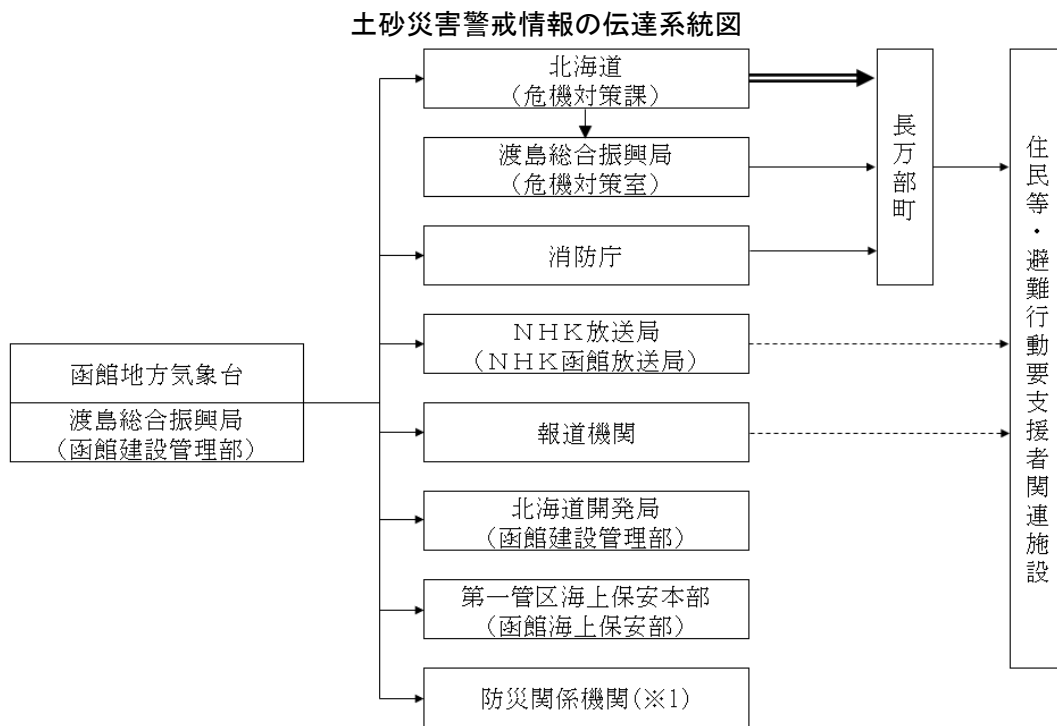 土砂災害警戒情報の伝達系統図
北海道
（危機対策課）
渡島総合振興局
（危機対策室）
消防庁
ＮＨＫ放送局
（ＮＨＫ函館放送局）
報道機関
北海道開発局
（函館建設管理部）
第一管区海上保安本部
（函館海上保安部）
防災関係機関(※1)
函館地方気象台
渡島総合振興局
（函館建設管理部）
長万部町
住民等・避難行動要支援者関連施設